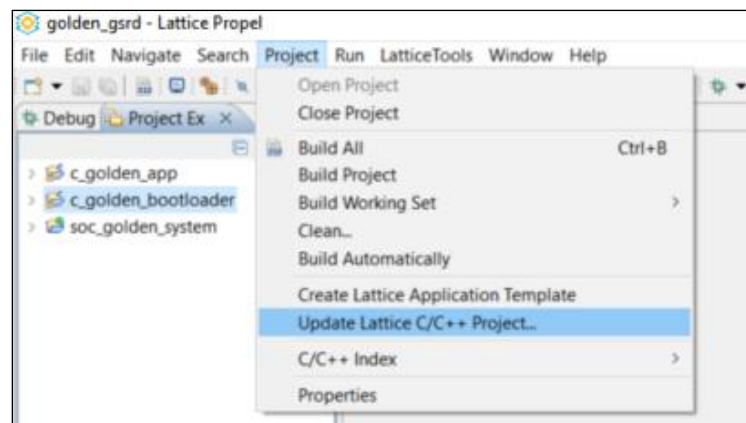 golden_gsrd - Lattice Propel
File Edit Navigate Search Project Run LatticeTools Window Help
Debug Project Ex
c_golden_app
c_golden_bootloader
soc_golden_system
Open Project
Close Project
Build All Ctrl+B
Build Project
Build Working Set
Clean...
Build Automatically
Create Lattice Application Template
Update Lattice C/C++ Project...
C/C++ Index
Properties